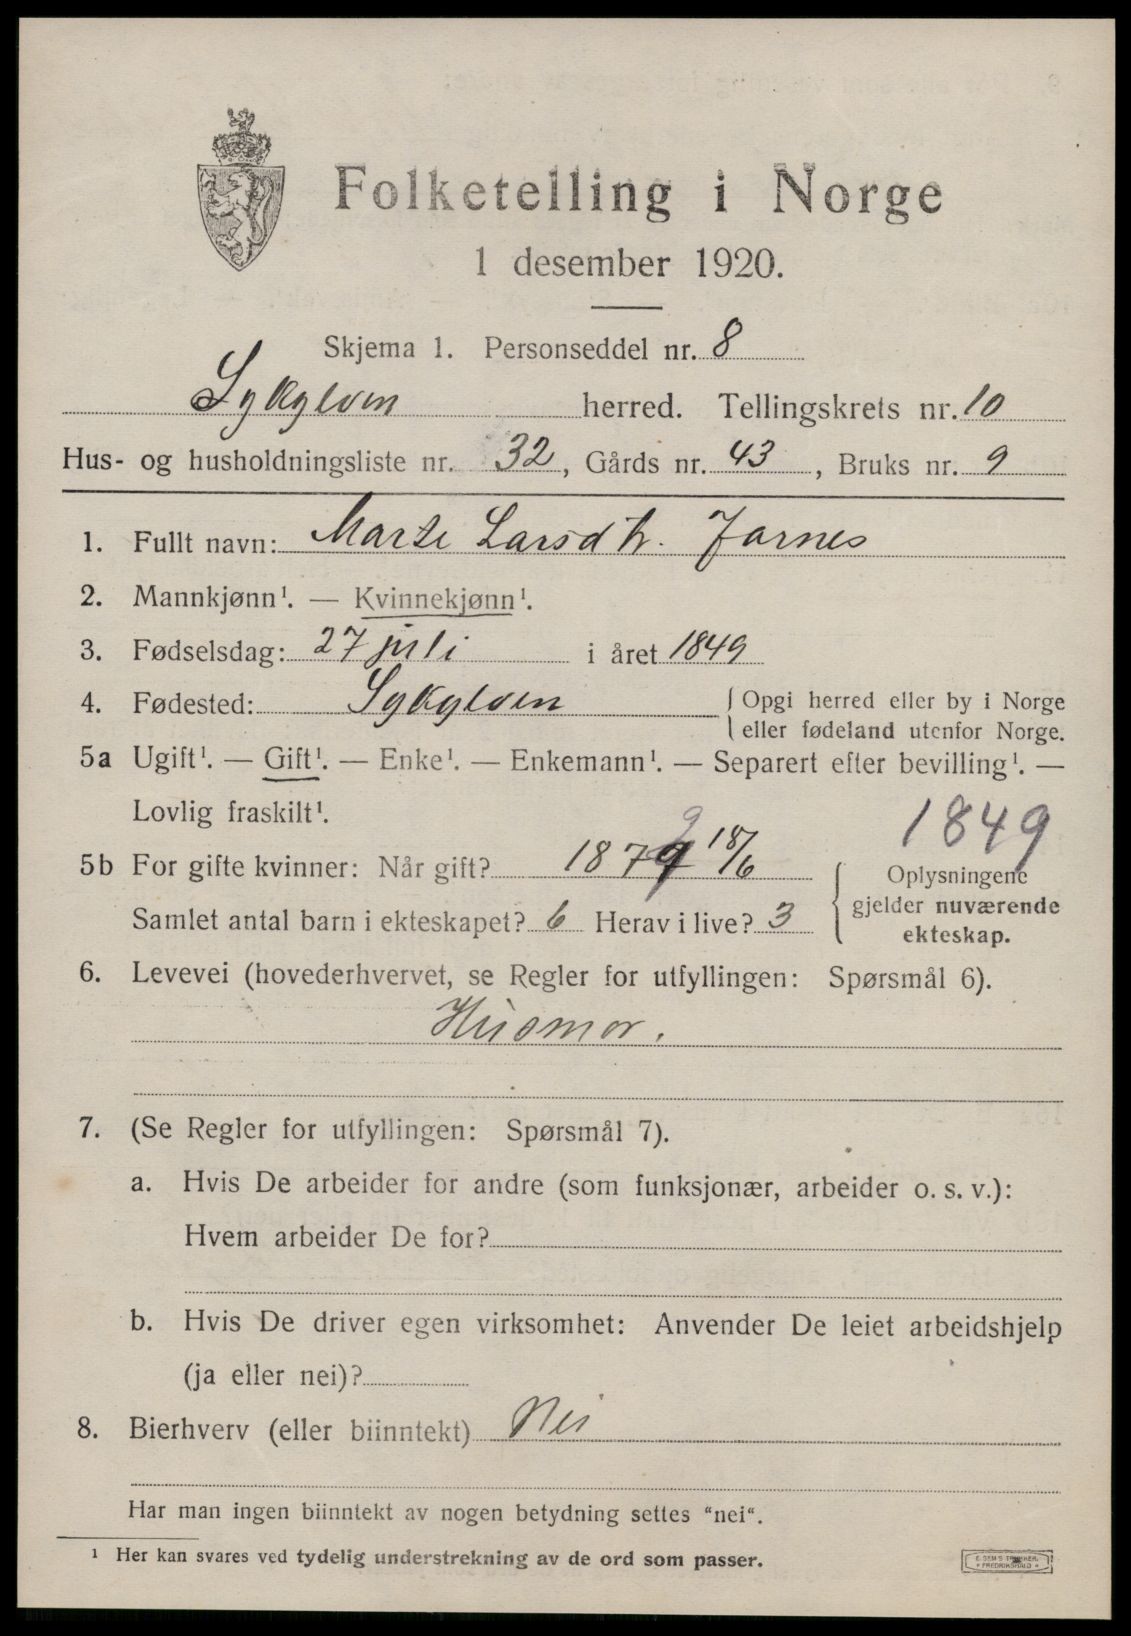 Folketelling i Norge
1 desember 1920.
Skjema 1. Personseddel nr. 8
Sykylven herred. Tellingskrets nr. 10
Hus- og husholdningsliste nr. 32, Gårds nr. 43, Bruks nr. 9
1. Fullt navn: Marte Larsdtr. Jarnes
2. Mannkjønn¹. — Kvinnekjønn¹.
3. Fødselsdag: 27 juli i året 1849
4. Fødested: Sykylven { Opgi herred eller by i Norge
eller fødeland utenfor Norge.
5a Ugift¹. — Gift¹. — Enke¹. — Enkemann¹. — Separert efter bevilling¹. —
Lovlig fraskilt¹.
1849
5b For gifte kvinner: Når gift? 1879 18/6
Oplysningene
gjelder nuværende
ekteskap.
Samlet antal barn i ekteskapet? 6 Herav i live? 3
6. Levevei (hovederhvervet, se Regler for utfyllingen: Spørsmål 6).
Husmor.
7. (Se Regler for utfyllingen: Spørsmål 7).
a. Hvis De arbeider for andre (som funksjonær, arbeider o. s. v.):
Hvem arbeider De for?
b. Hvis De driver egen virksomhet: Anvender De leiet arbeidshjelp
(ja eller nei)?
8. Bierhverv (eller biinntekt) Nei
Har man ingen biinntekt av nogen betydning settes “nei“.
¹ Her kan svares ved tydelig understrekning av de ord som passer.